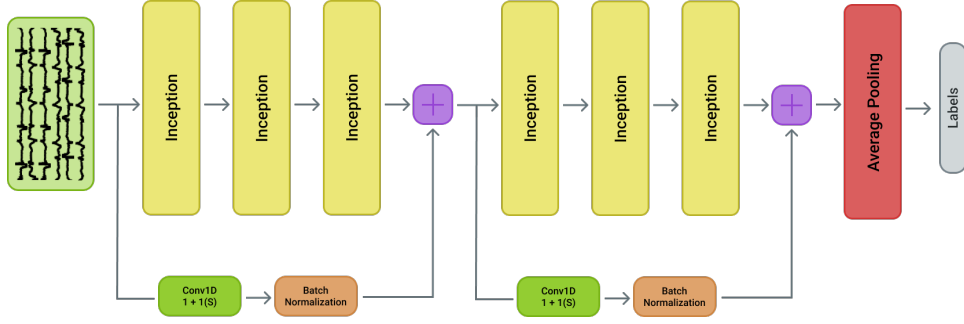 Inception
Inception
Inception
Inception
Inception
Inception
Average Pooling
Labels
Conv1D
1 + 1(S)
Batch
Normalization
Conv1D
1 + 1(S)
Batch
Normalization